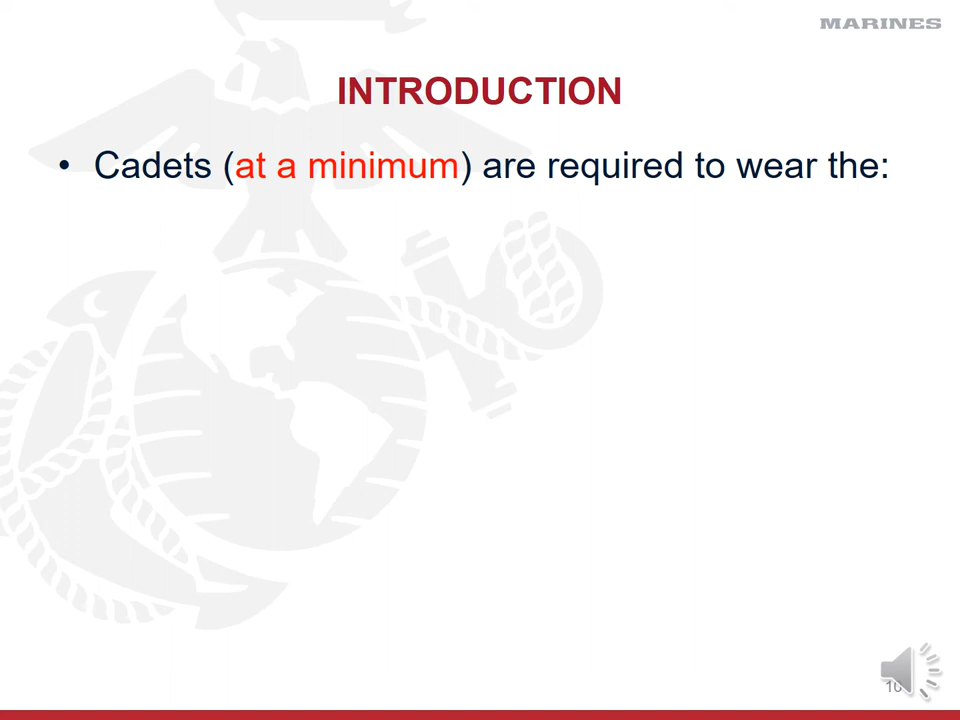 MARINES
INTRODUCTION
• Cadets (at a minimum) are required to wear the: